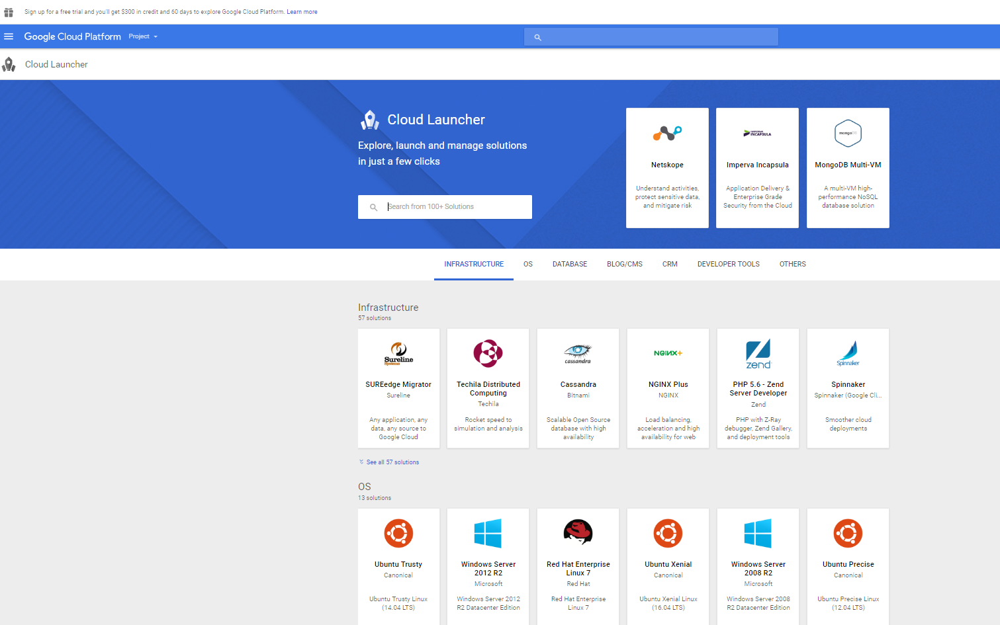 Sign up for a free trial and you'll get $300 in credit and 60 days to explore Google Cloud Platform. Learn more
Google Cloud Platform Project
Cloud Launcher
Cloud Launcher
Explore, launch and manage solutions
in just a few clicks
Search from 100+ Solutions
Netskope
Understand activities,
protect sensitive data,
and mitigate risk
IMPERVA
INCAPSULA
Imperva Incapsula
Application Delivery &
Enterprise Grade
Security from the Cloud
mongoDB
MongoDB Multi-VM
A multi-VM high-
performance NoSQL
database solution
INFRASTRUCTURE OS DATABASE BLOG/CMS CRM DEVELOPER TOOLS OTHERS
Infrastructure
57 solutions
Sureline
Systems
SUREedge Migrator
Sureline
Any application, any
data, any source to
Google Cloud
Techila Distributed
Computing
Techila
Rocket speed to
simulation and analysis
cassandra
Cassandra
Bitnami
Scalable Open Source
database with high
availability
NGINX+
NGINX Plus
NGINX
Load balancing,
acceleration and high
availability for web
zend
PHP 5.6 - Zend
Server Developer
Zend
PHP with Z-Ray
debugger, Zend Gallery,
and deployment tools
Spinnaker
Spinnaker
Spinnaker (Google Cli...
Smoother cloud
deployments
See all 57 solutions
OS
13 solutions
Ubuntu Trusty
Canonical
Ubuntu Trusty Linux
(14.04 LTS)
Windows Server
2012 R2
Microsoft
Windows Server 2012
R2 Datacenter Edition
Red Hat Enterprise
Linux 7
Red Hat
Red Hat Enterprise
Linux 7
Ubuntu Xenial
Canonical
Ubuntu Xenial Linux
(16.04 LTS)
Windows Server
2008 R2
Microsoft
Windows Server 2008
R2 Datacenter Edition
Ubuntu Precise
Canonical
Ubuntu Precise Linux
(12.04 LTS)